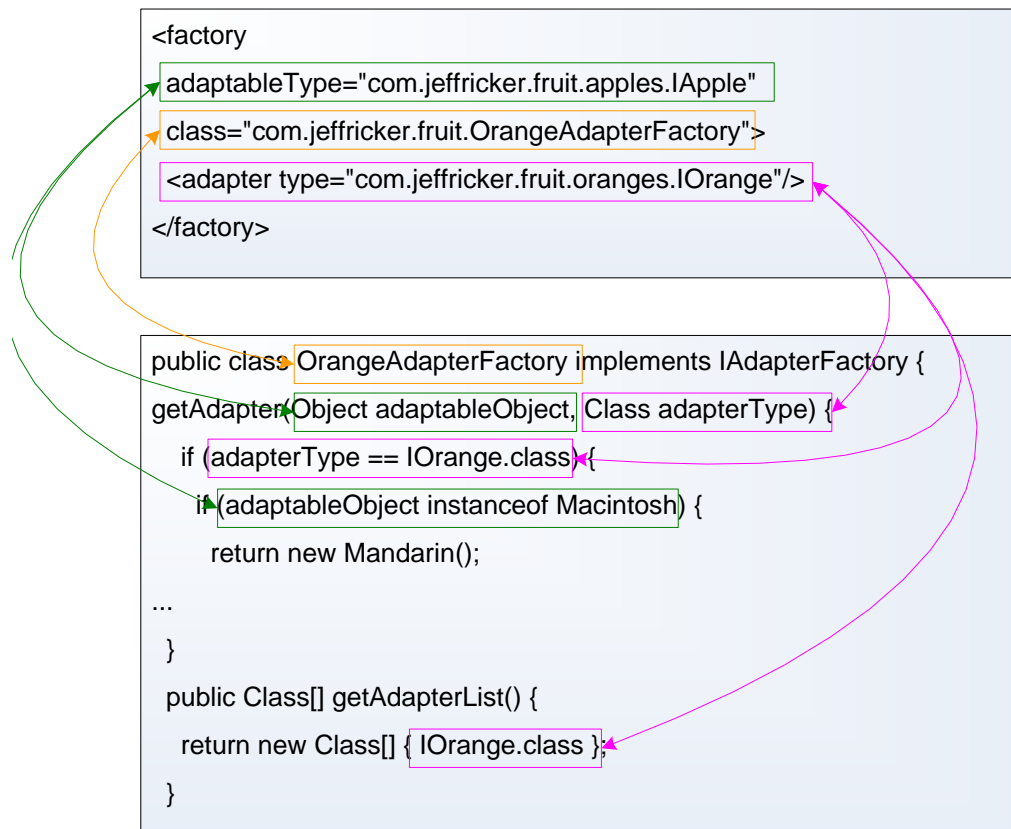 <factory
adaptableType="com.jeffricker.fruit.apples.IApple"
class="com.jeffricker.fruit.OrangeAdapterFactory">
<adapter type="com.jeffricker.fruit.oranges.IOrange"/>
</factory>
public class OrangeAdapterFactory implements IAdapterFactory {
getAdapter(Object adaptableObject, Class adapterType) {
if (adapterType == IOrange.class) {
if (adaptableObject instanceof Macintosh) {
return new Mandarin();
...
}
public Class[] getAdapterList() {
return new Class[] { IOrange.class };
}